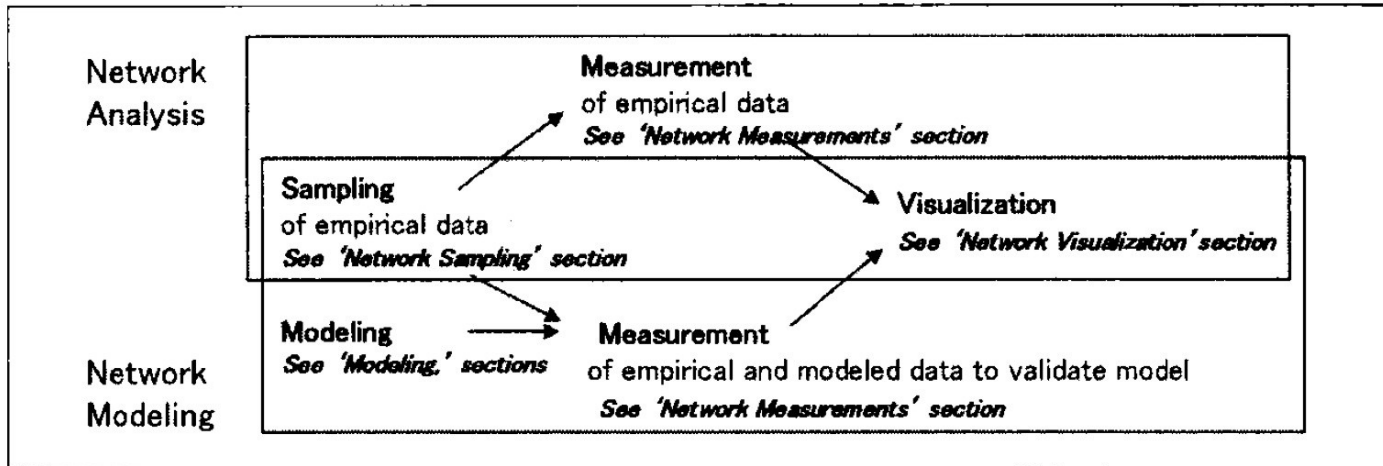 Network
Analysis
Measurement
of empirical data
See 'Network Measurements' section
Sampling
of empirical data
See 'Network Sampling' section
Visualization
See 'Network Visualization' section
Modeling
See 'Modeling,' sections
Measurement
of empirical and modeled data to validate model
See 'Network Measurements' section
Network
Modeling